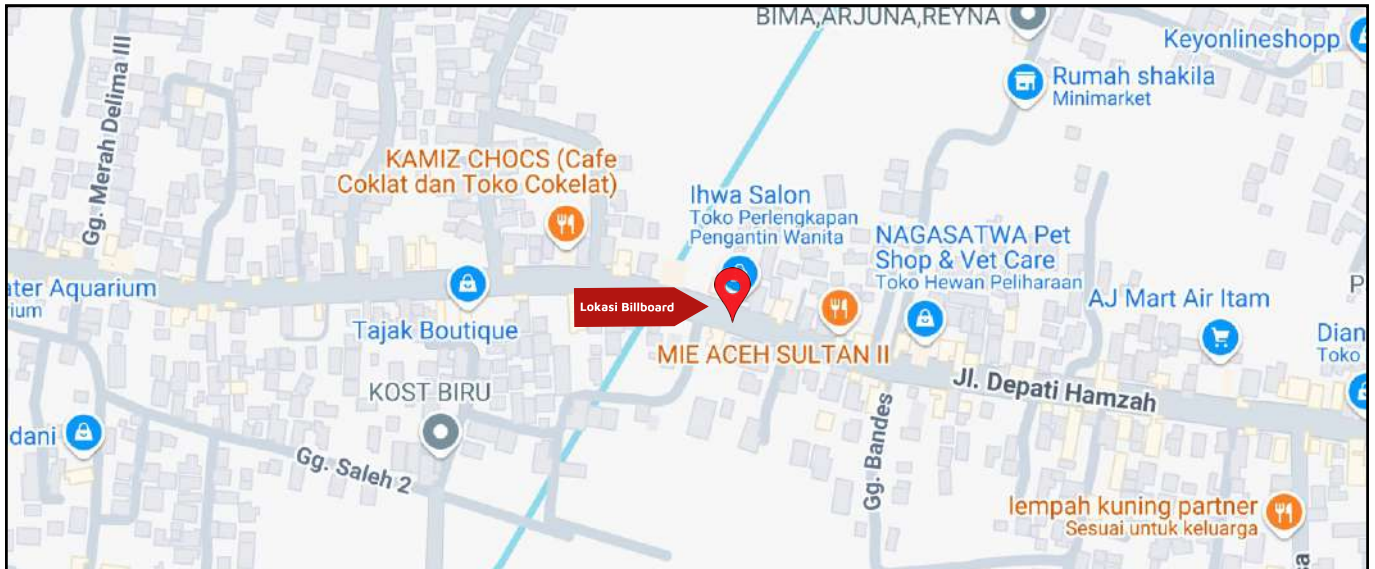 BIMA,ARJUNA,REYNA
Keyonlineshopp
Rumah shakila
Minimarket
Gg. Merah Delima III
KAMIZ CHOCS (Cafe
Coklat dan Toko Cokelat)
Ihwa Salon
Toko Perlengkapan
Pengantin Wanita
NAGASATWA Pet
Shop & Vet Care
Toko Hewan Peliharaan
ter Aquarium
ium
Lokasi Billboard
AJ Mart Air Itam
P
Tajak Boutique
MIE ACEH SULTAN II
Dian
Toko
Jl. Depati Hamzah
KOST BIRU
dani
Gg. Saleh 2
Gg. Bandes
lempah kuning partner
Sesuai untuk keluarga